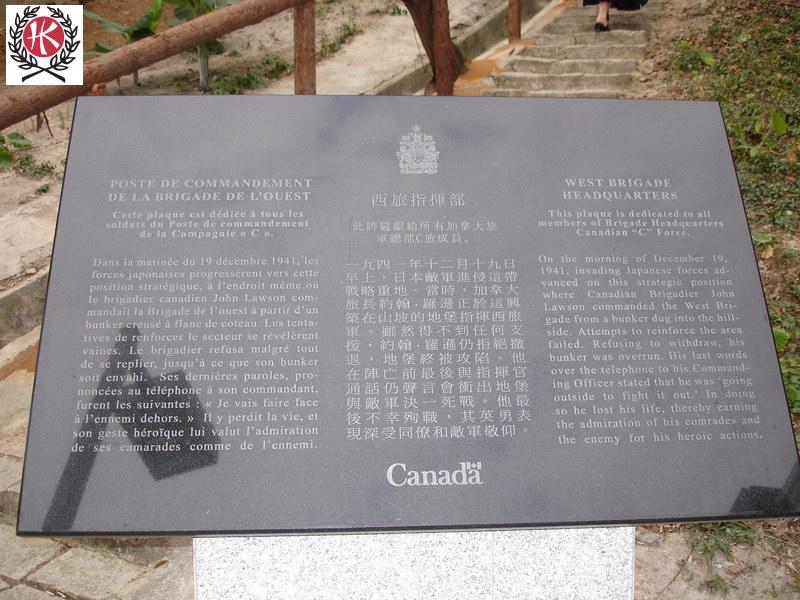 HK
POSTE DE COMMANDEMENT
DE LA BRIGADE DE L'OUEST
Cette plaque est dédiée à tous les
soldats du Poste de commandement
de la Compagnie « C ».
Dans la matinée du 19 décembre 1941, les
forces japonaises progressèrent vers cette
position stratégique, à l'endroit même où
le brigadier canadien John Lawson com-
mandait la Brigade de l'ouest à partir d'un
bunker creusé à flanc de coteau. Les tenta-
tives de renforcer le secteur se révélèrent
vaines. Le brigadier refusa malgré tout
de se replier, jusqu'à ce que son bunker
soit envahi. Ses dernières paroles, pro-
noncées au téléphone à son commandant,
furent les suivantes : « Je vais faire face
à l'ennemi dehors. » Il y perdit la vie, et
son geste héroïque lui valut l'admiration
de ses camarades comme de l'ennemi.
西旅指揮部
此牌匾獻給所有加拿大旅
軍總部C旅成員。
一九四一年十二月十九日
早上，日本敵軍進侵這帶
戰略重地。當時，加拿大
旅長約翰·羅遜正於這興
築在山坡的地堡指揮西旅
軍。雖然得不到任何支
援，約翰·羅遜仍拒絕撤
退，地堡終被攻陷。他
在陣亡前最後與指揮官
通話仍聲言會衝出地堡
與敵軍決一死戰。他最
後不幸殉職，其英勇表
現深受同僚和敵軍敬仰。
WEST BRIGADE
HEADQUARTERS
This plaque is dedicated to all
members of Brigade Headquarters
Canadian "C" Force.
On the morning of December 19,
1941, invading Japanese forces ad-
vanced on this strategic position
where Canadian Brigadier John
Lawson commanded the West Bri-
gade from a bunker dug into the hill-
side. Attempts to reinforce the area
failed. Refusing to withdraw, his
bunker was overrun. His last words
over the telephone to his Command-
ing Officer stated that he was 'going
outside to fight it out.' In doing
so he lost his life, thereby earning
the admiration of his comrades and
the enemy for his heroic actions.
Canada